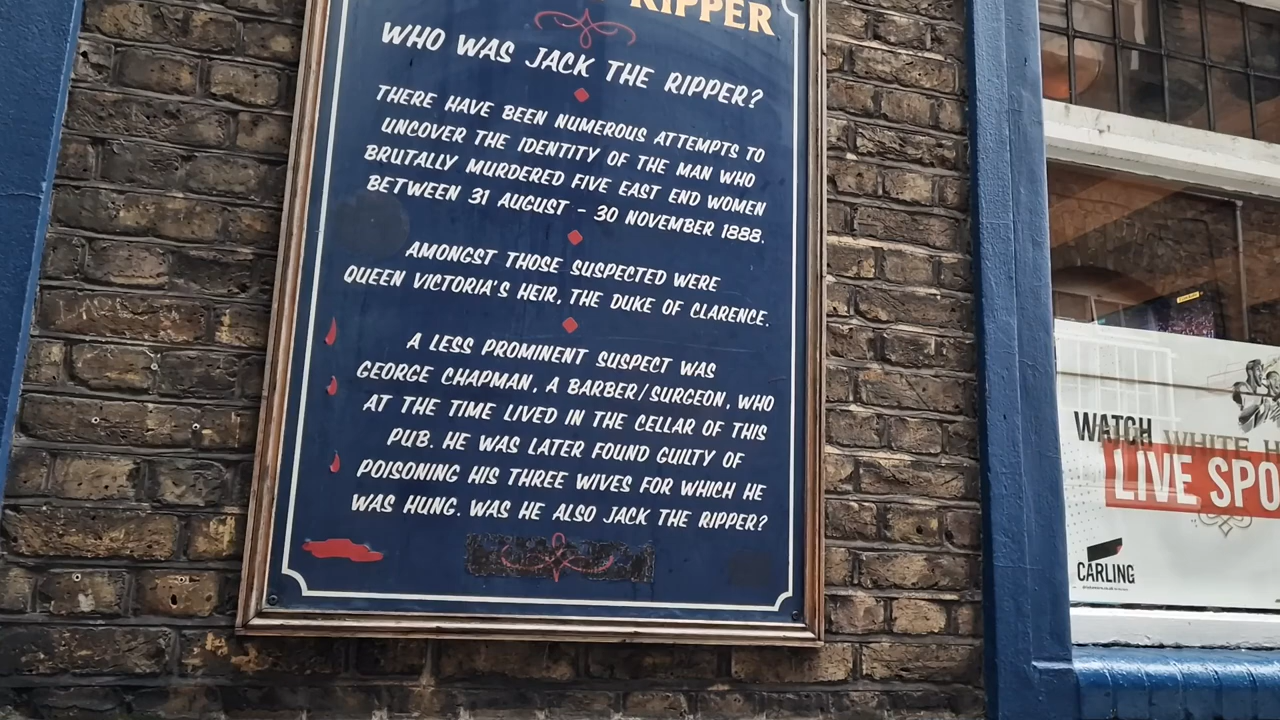 RIPPER
WHO WAS JACK THE RIPPER?
THERE HAVE BEEN NUMEROUS ATTEMPTS TO
UNCOVER THE IDENTITY OF THE MAN WHO
BRUTALLY MURDERED FIVE EAST END WOMEN
BETWEEN 31 AUGUST - 30 NOVEMBER 1888.
AMONGST THOSE SUSPECTED WERE
QUEEN VICTORIA'S HEIR, THE DUKE OF CLARENCE.
A LESS PROMINENT SUSPECT WAS
GEORGE CHAPMAN, A BARBER/SURGEON, WHO
AT THE TIME LIVED IN THE CELLAR OF THIS
PUB. HE WAS LATER FOUND GUILTY OF
POISONING HIS THREE WIVES FOR WHICH HE
WAS HUNG. WAS HE ALSO JACK THE RIPPER?
WATCH
WHITE H
LIVE SPO
CARLING